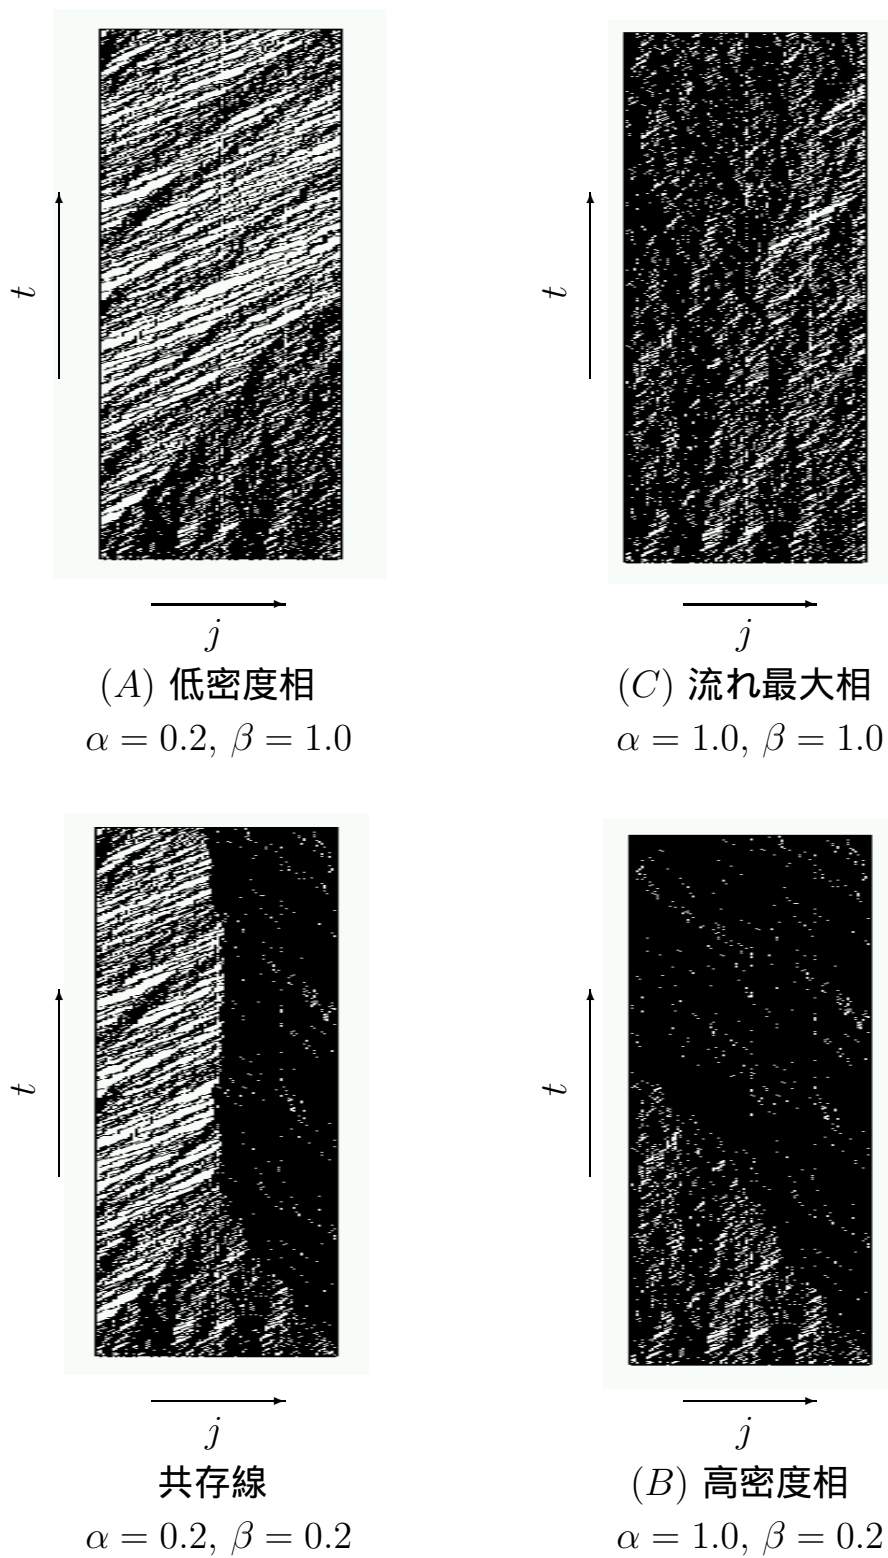 t
j
(A) 低密度相
α = 0.2, β = 1.0
t
j
(C) 流れ最大相
α = 1.0, β = 1.0
t
j
共存線
α = 0.2, β = 0.2
t
j
(B) 高密度相
α = 1.0, β = 0.2